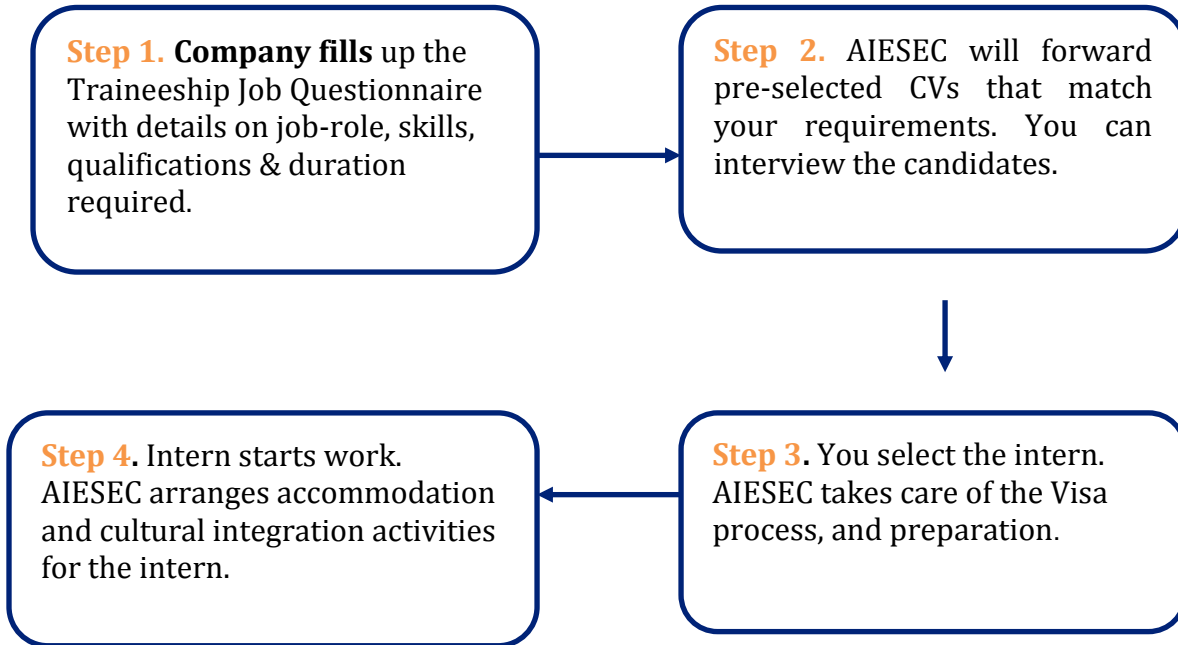 Step 1. Company fills up the
Traineeship Job Questionnaire
with details on job-role, skills,
qualifications & duration
required.
Step 2. AIESEC will forward
pre-selected CVs that match
your requirements. You can
interview the candidates.
Step 3. You select the intern.
AIESEC takes care of the Visa
process, and preparation.
Step 4. Intern starts work.
AIESEC arranges accommodation
and cultural integration activities
for the intern.